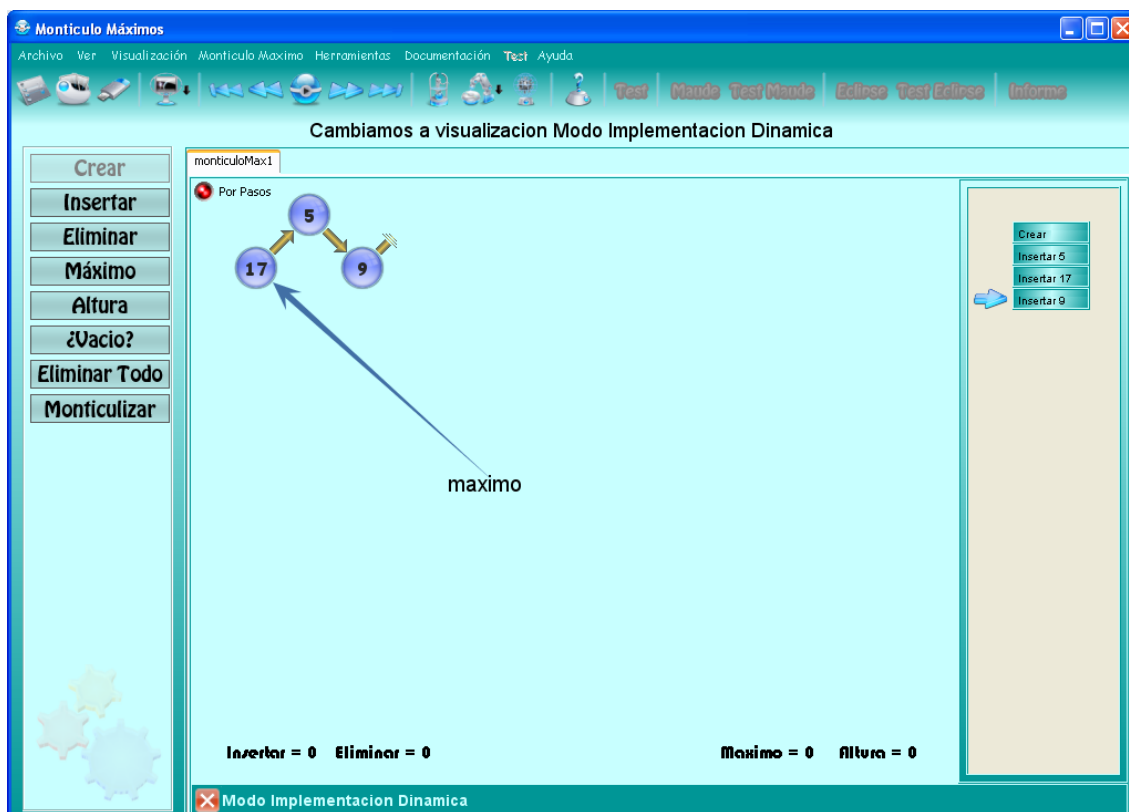 Monticulo Máximos
Archivo Ver Visualización Monticulo Maximo Herramientas Documentación Test Ayuda
Test Maude Test Maude Eclipse Test Eclipse Informe
Cambiamos a visualizacion Modo Implementacion Dinamica
Crear
Insertar
Eliminar
Máximo
Altura
¿Vacio?
Eliminar Todo
Monticulizar
monticuloMax1
Por Pasos
5
17
9
maximo
Crear
Insertar 5
Insertar 17
Insertar 9
Insertar = 0 Eliminar = 0 Maximo = 0 Altura = 0
Modo Implementacion Dinamica